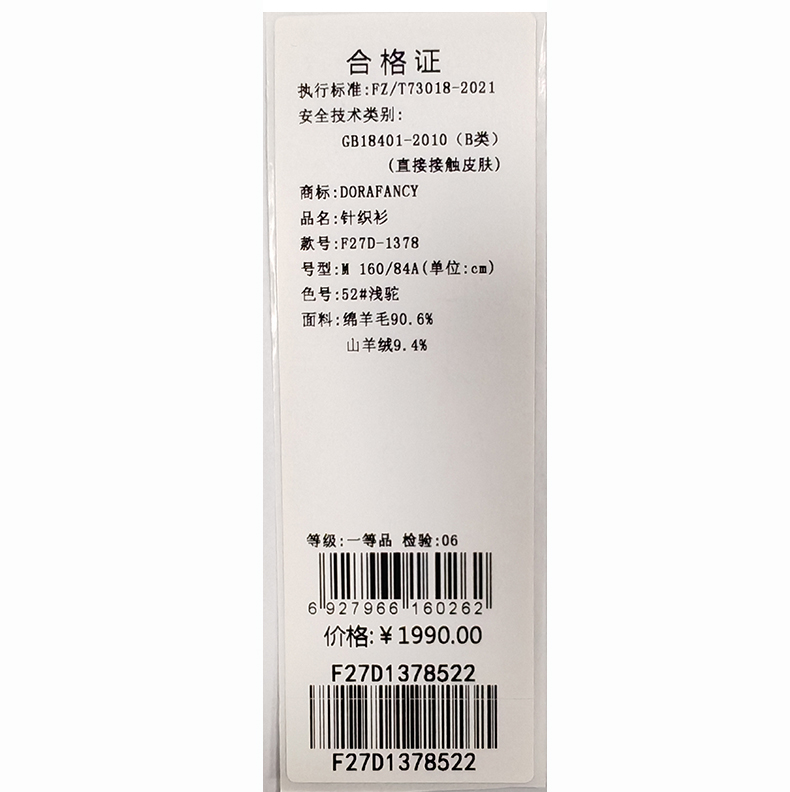 合格证
执行标准:FZ/T73018-2021
安全技术类别:
GB18401-2010（B类）
(直接接触皮肤)
商标:DORAFANCY
品名:针织衫
款号:F27D-1378
号型:M 160/84A(单位:cm)
色号:52#浅驼
面料:绵羊毛90.6%
山羊绒9.4%
等级:一等品 检验:06
6 927966 160262
价格:￥1990.00
F27D1378522
F27D1378522